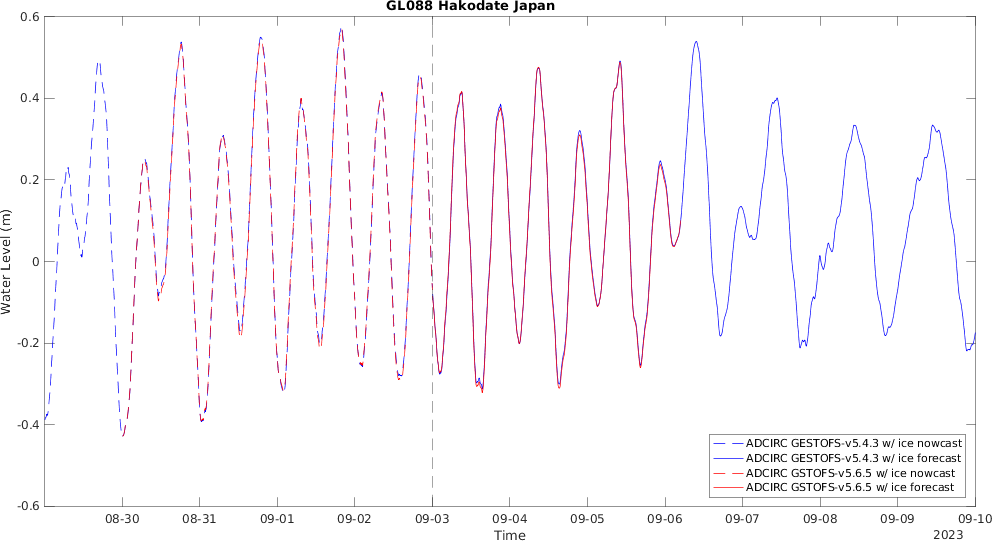 GL088 Hakodate Japan
0.6
0.4
0.2
0
-0.2
-0.4
-0.6
Water Level (m)
08-30 08-31 09-01 09-02 09-03 09-04 09-05 09-06 09-07 09-08 09-09 09-10
Time
2023
ADCIRC GESTOFS-v5.4.3 w/ ice nowcast
ADCIRC GESTOFS-v5.4.3 w/ ice forecast
ADCIRC GSTOFS-v5.6.5 w/ ice nowcast
ADCIRC GSTOFS-v5.6.5 w/ ice forecast